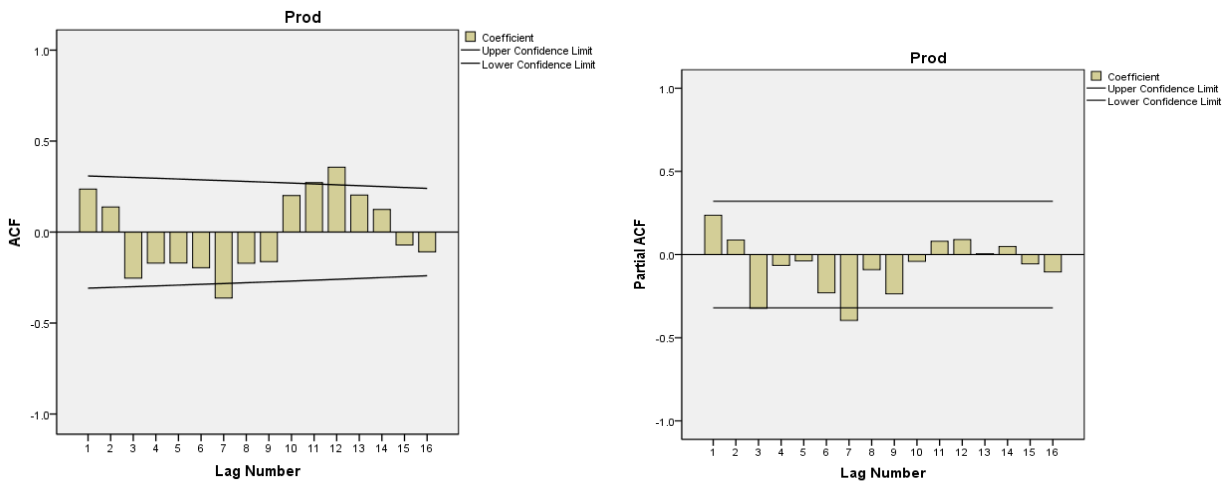 Prod
Coefficient
Upper Confidence Limit
Lower Confidence Limit
ACF
1.0
0.5
0.0
-0.5
-1.0
1 2 3 4 5 6 7 8 9 10 11 12 13 14 15 16
Lag Number
Prod
Coefficient
Upper Confidence Limit
Lower Confidence Limit
Partial ACF
1.0
0.5
0.0
-0.5
-1.0
1 2 3 4 5 6 7 8 9 10 11 12 13 14 15 16
Lag Number